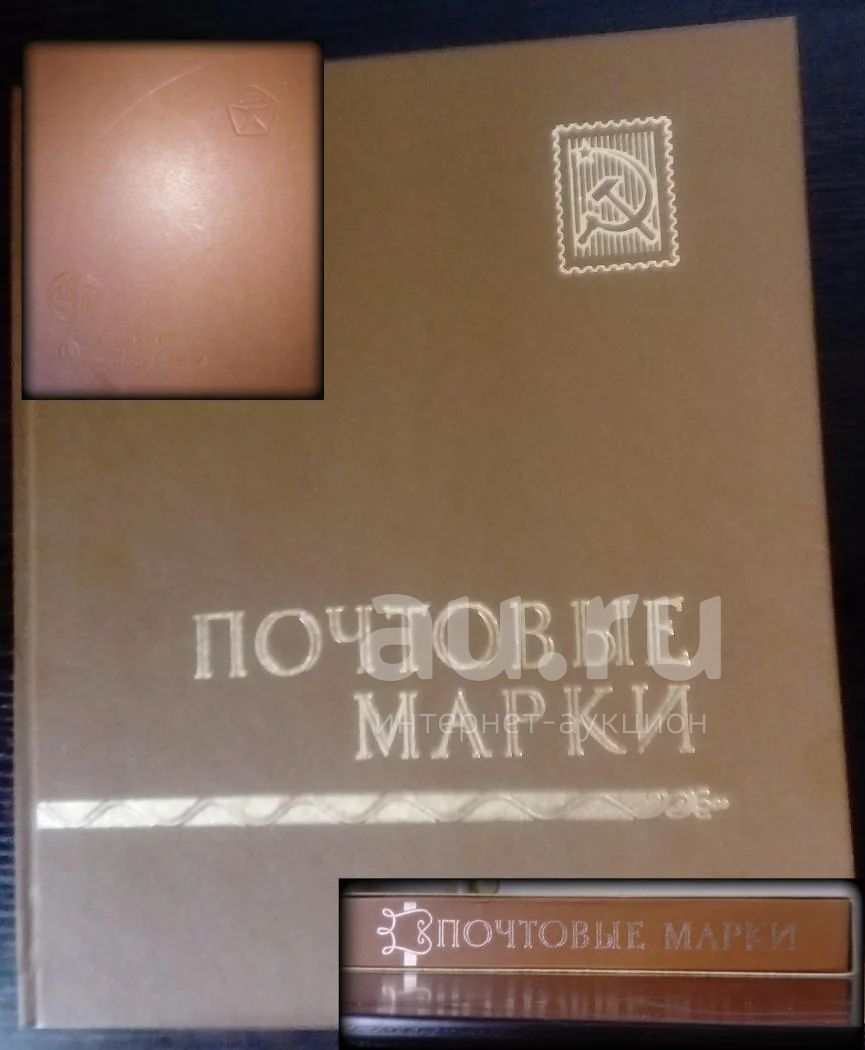 ПОЧТОВЫЕ
МАРКИ
au.ru
интернет-аукцион
ПОЧТОВЫЕ МАРКИ